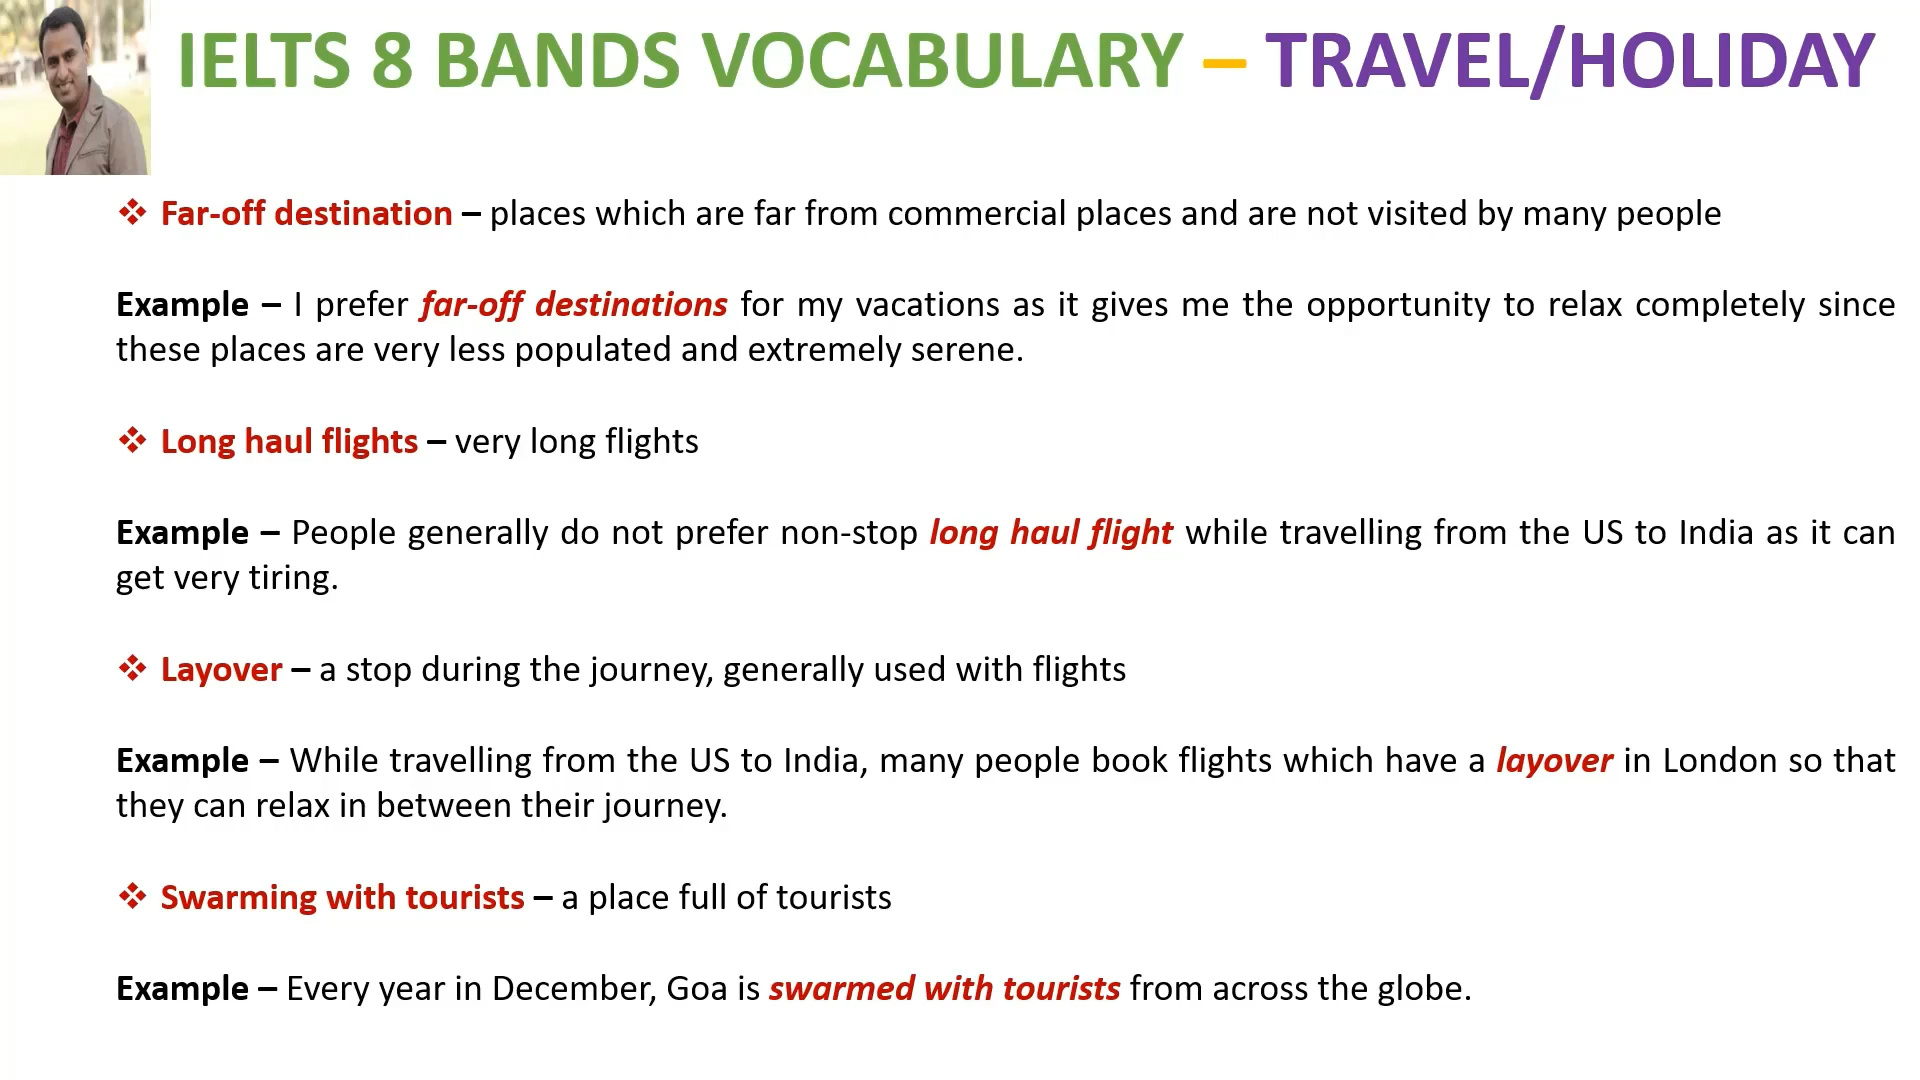 IELTS 8 BANDS VOCABULARY – TRAVEL/HOLIDAY
❖ Far-off destination – places which are far from commercial places and are not visited by many people
Example – I prefer far-off destinations for my vacations as it gives me the opportunity to relax completely since
these places are very less populated and extremely serene.
❖ Long haul flights – very long flights
Example – People generally do not prefer non-stop long haul flight while travelling from the US to India as it can
get very tiring.
❖ Layover – a stop during the journey, generally used with flights
Example – While travelling from the US to India, many people book flights which have a layover in London so that
they can relax in between their journey.
❖ Swarming with tourists – a place full of tourists
Example – Every year in December, Goa is swarmed with tourists from across the globe.